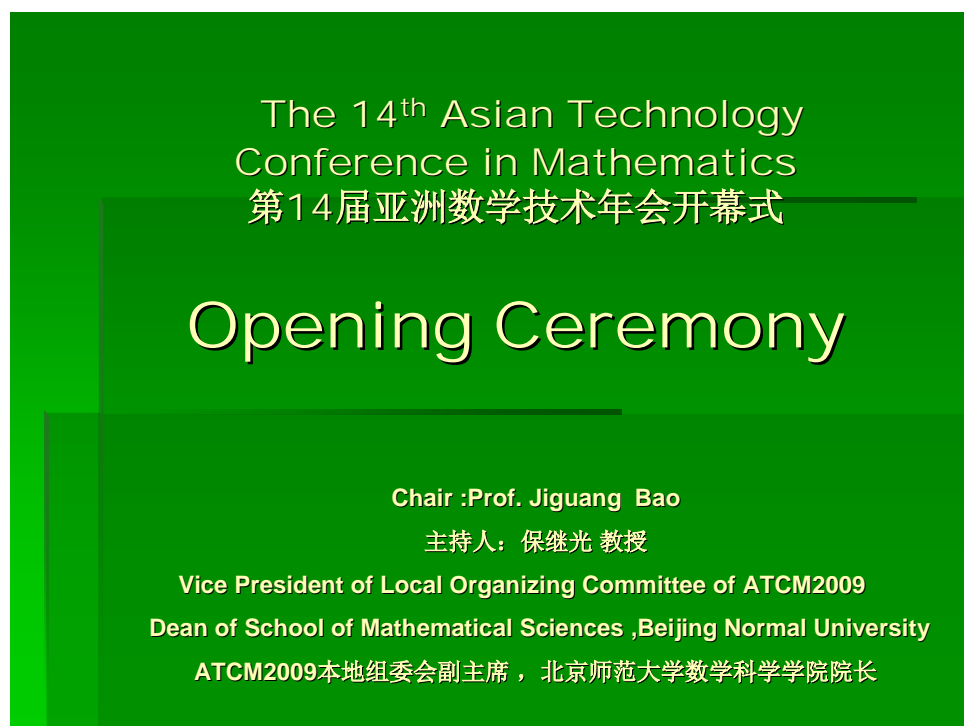 The 14th Asian Technology
Conference in Mathematics
第14届亚洲数学技术年会开幕式
Opening Ceremony
Chair :Prof. Jiguang Bao
主持人：保继光 教授
Vice President of Local Organizing Committee of ATCM2009
Dean of School of Mathematical Sciences ,Beijing Normal University
ATCM2009本地组委会副主席 ，北京师范大学数学科学学院院长